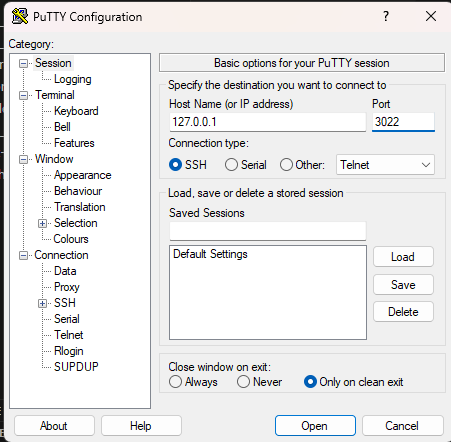 PuTTY Configuration
Category:
Session
Logging
Terminal
Keyboard
Bell
Features
Window
Appearance
Behaviour
Translation
Selection
Colours
Connection
Data
Proxy
SSH
Serial
Telnet
Rlogin
SUPDUP
Basic options for your PuTTY session
Specify the destination you want to connect to
Host Name (or IP address) Port
127.0.0.1 3022
Connection type:
SSH Serial Other: Telnet
Load, save or delete a stored session
Saved Sessions
Default Settings
Load
Save
Delete
Close window on exit:
Always Never Only on clean exit
About Help Open Cancel